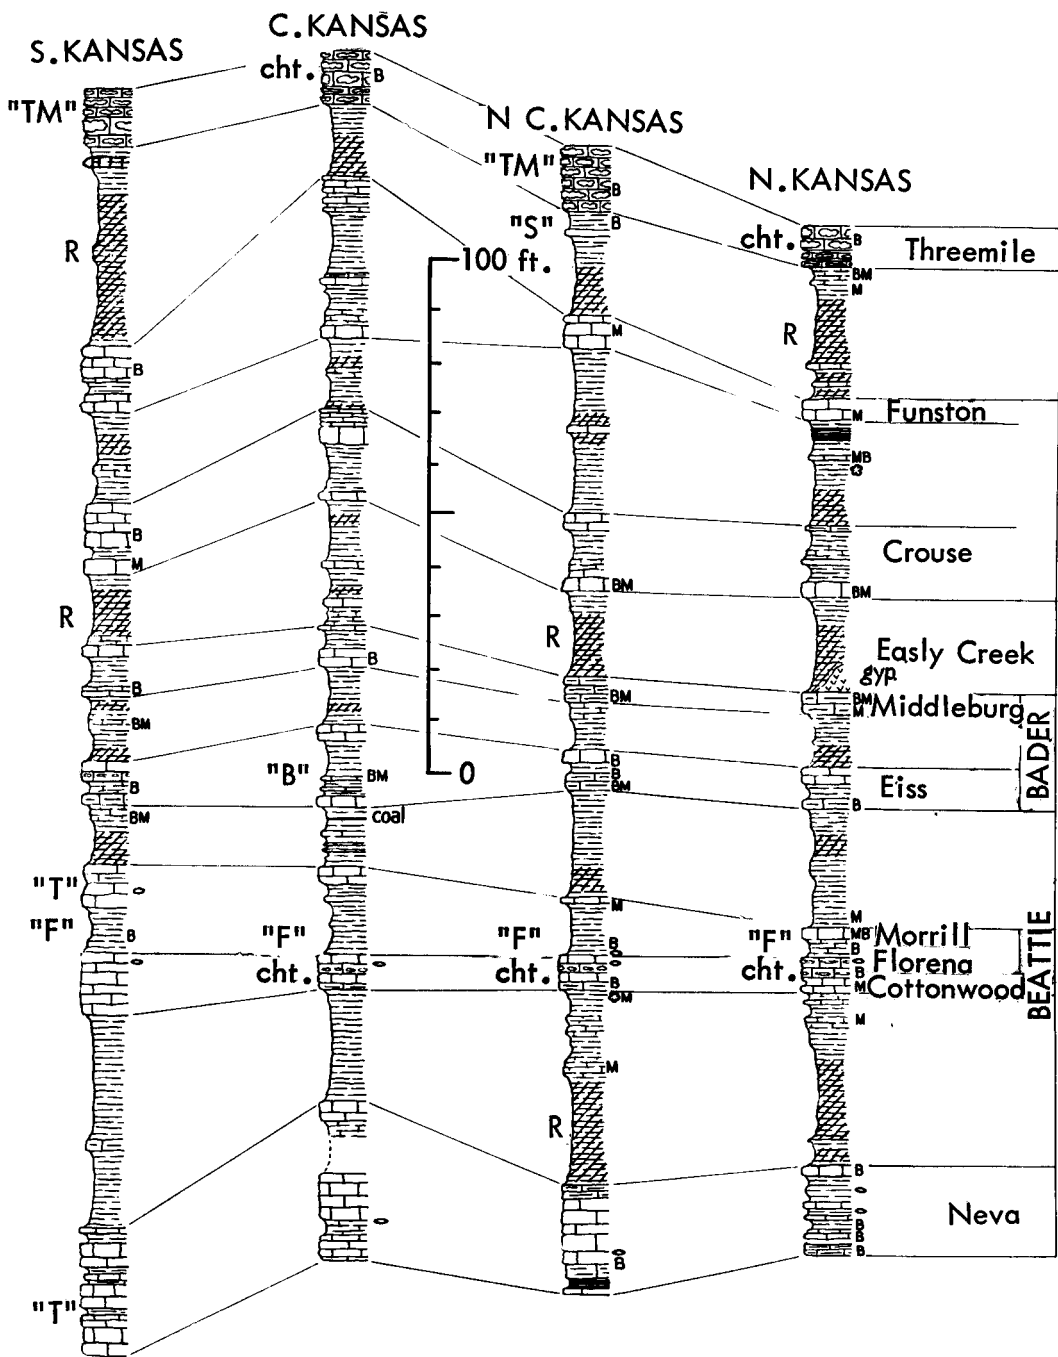 S.KANSAS
"TM"
R
B
B
M
R
B
BM
B
BM
"T"
"F"
B
"T"
C.KANSAS
cht.
B
B
"B"
BM
coal
"F"
cht.
100 ft.
0
N C.KANSAS
"TM"
B
"S"
B
M
BM
R
BM
B
B
BM
M
"F"
B
cht.
B
M
M
R
B
N.KANSAS
cht.
B
Threemile
BM
M
R
Funston
M
MB
Crouse
BM
Easly Creek
gyp.
BM
Middleburg
M
Eiss
B
BADER
M
"F"
MB
Morrill
B
Florena
cht.
B
M
Cottonwood
BEATTIE
M
B
Neva
B
B
B